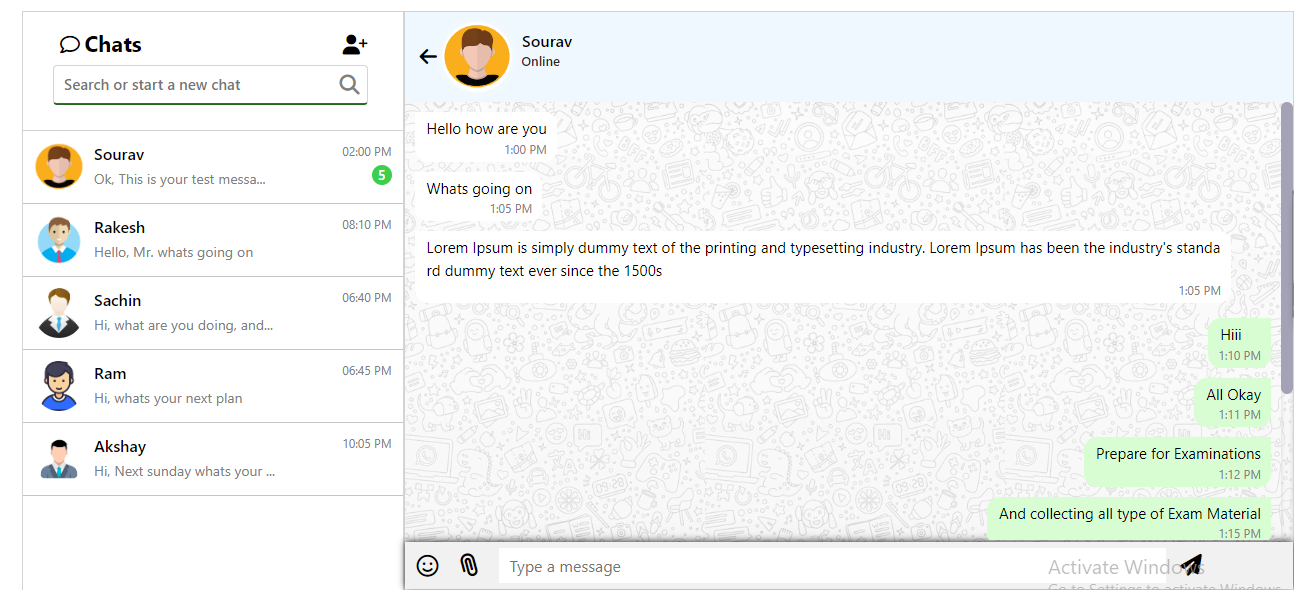 Chats
Search or start a new chat
Sourav
02:00 PM
Ok, This is your test messa...
5
Rakesh
08:10 PM
Hello, Mr. whats going on
Sachin
06:40 PM
Hi, what are you doing, and...
Ram
06:45 PM
Hi, whats your next plan
Akshay
10:05 PM
Hi, Next sunday whats your ...
Sourav
Online
Hello how are you
1:00 PM
Whats going on
1:05 PM
Lorem Ipsum is simply dummy text of the printing and typesetting industry. Lorem Ipsum has been the industry's standa
rd dummy text ever since the 1500s
1:05 PM
Hiii
1:10 PM
All Okay
1:11 PM
Prepare for Examinations
1:12 PM
And collecting all type of Exam Material
1:15 PM
Type a message
Activate Windows
Go to Settings to activate Windows.